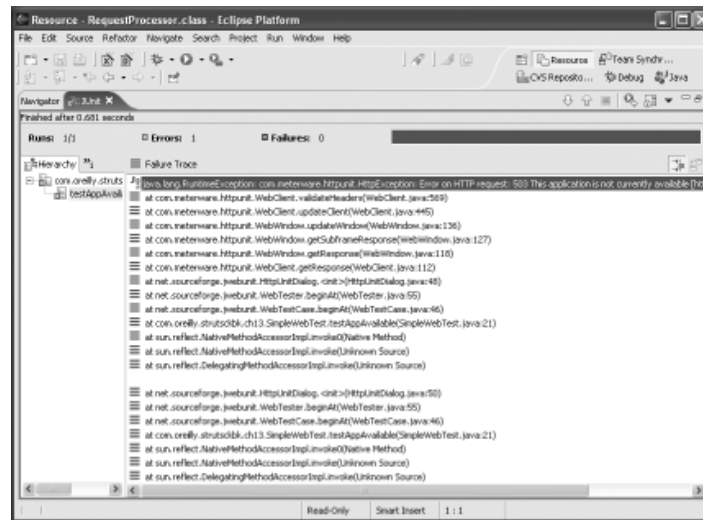 Resource - RequestProcessor.class - Eclipse Platform
File Edit Source Refactor Navigate Search Project Run Window Help
Resource Team Synchr...
CVS Reposito... Debug Java
Navigator JUnit
Finished after 0.681 seconds
Runs: 1/1 Errors: 1 Failures: 0
Hierarchy Failure Trace
com.oreilly.struts
testAppAvail
java.lang.RuntimeException: com.meterware.httpunit.HttpException: Error on HTTP request: 503 This application is not currently available [ht
at com.meterware.httpunit.WebClient.validateHeaders(WebClient.java:569)
at com.meterware.httpunit.WebClient.updateClient(WebClient.java:445)
at com.meterware.httpunit.WebWindow.updateWindow(WebWindow.java:136)
at com.meterware.httpunit.WebWindow.getSubframeResponse(WebWindow.java:127)
at com.meterware.httpunit.WebWindow.getResponse(WebWindow.java:118)
at com.meterware.httpunit.WebClient.getResponse(WebClient.java:112)
at net.sourceforge.jwebunit.HttpUnitDialog.<init>(HttpUnitDialog.java:48)
at net.sourceforge.jwebunit.WebTester.beginAt(WebTester.java:55)
at net.sourceforge.jwebunit.WebTestCase.beginAt(WebTestCase.java:46)
at com.oreilly.strutsckbk.ch13.SimpleWebTest.testAppAvailable(SimpleWebTest.java:21)
at sun.reflect.NativeMethodAccessorImpl.invoke0(Native Method)
at sun.reflect.NativeMethodAccessorImpl.invoke(Unknown Source)
at sun.reflect.DelegatingMethodAccessorImpl.invoke(Unknown Source)
at net.sourceforge.jwebunit.HttpUnitDialog.<init>(HttpUnitDialog.java:50)
at net.sourceforge.jwebunit.WebTester.beginAt(WebTester.java:55)
at net.sourceforge.jwebunit.WebTestCase.beginAt(WebTestCase.java:46)
at com.oreilly.strutsckbk.ch13.SimpleWebTest.testAppAvailable(SimpleWebTest.java:21)
at sun.reflect.NativeMethodAccessorImpl.invoke0(Native Method)
at sun.reflect.NativeMethodAccessorImpl.invoke(Unknown Source)
at sun.reflect.DelegatingMethodAccessorImpl.invoke(Unknown Source)
Read-Only Smart Insert 1 : 1